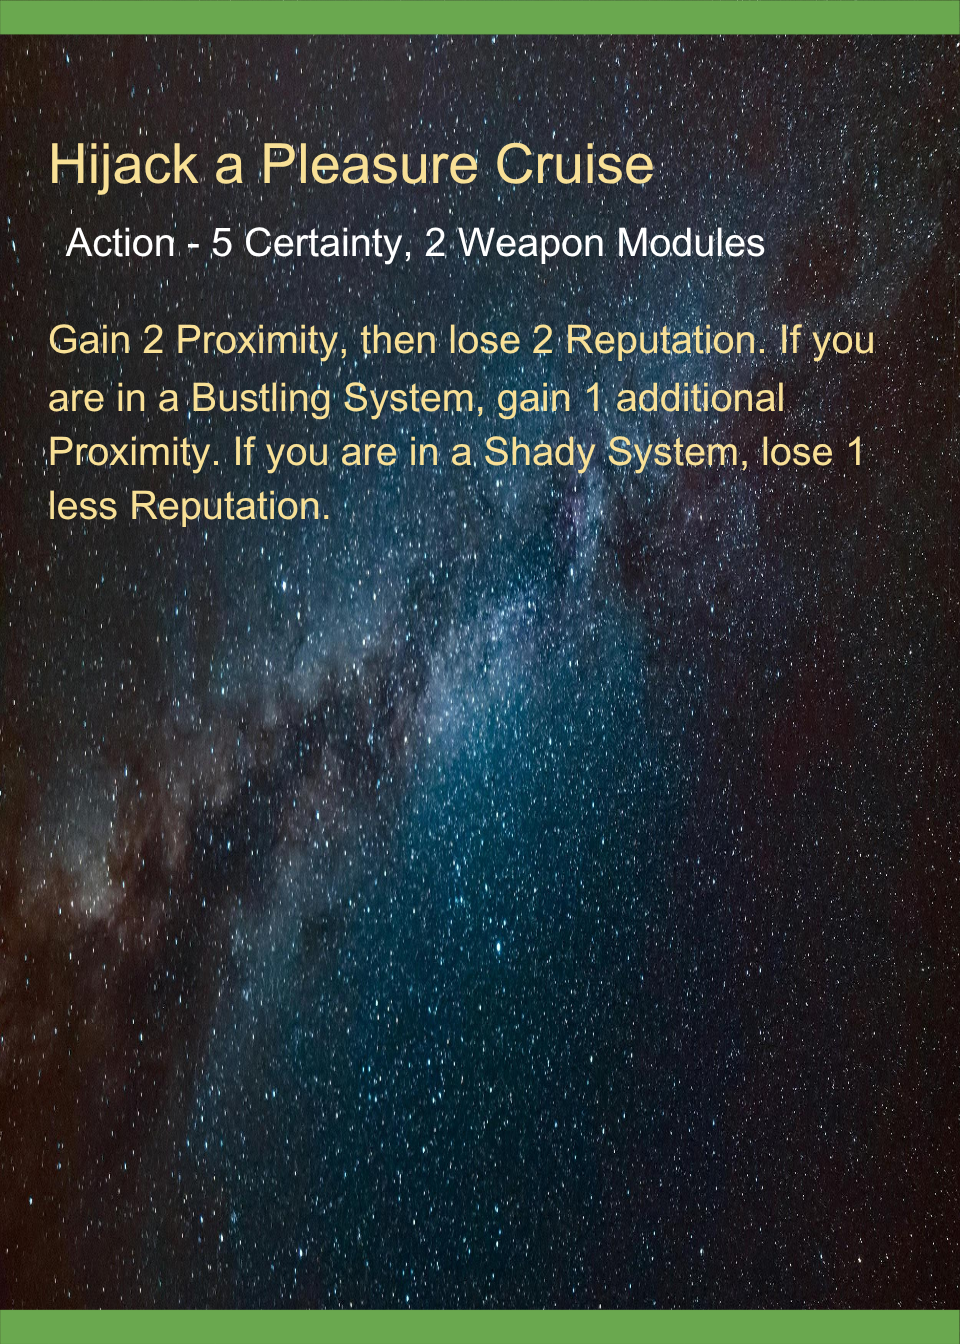 Hijack a Pleasure Cruise
Action - 5 Certainty, 2 Weapon Modules
Gain 2 Proximity, then lose 2 Reputation. If you
are in a Bustling System, gain 1 additional
Proximity. If you are in a Shady System, lose 1
less Reputation.